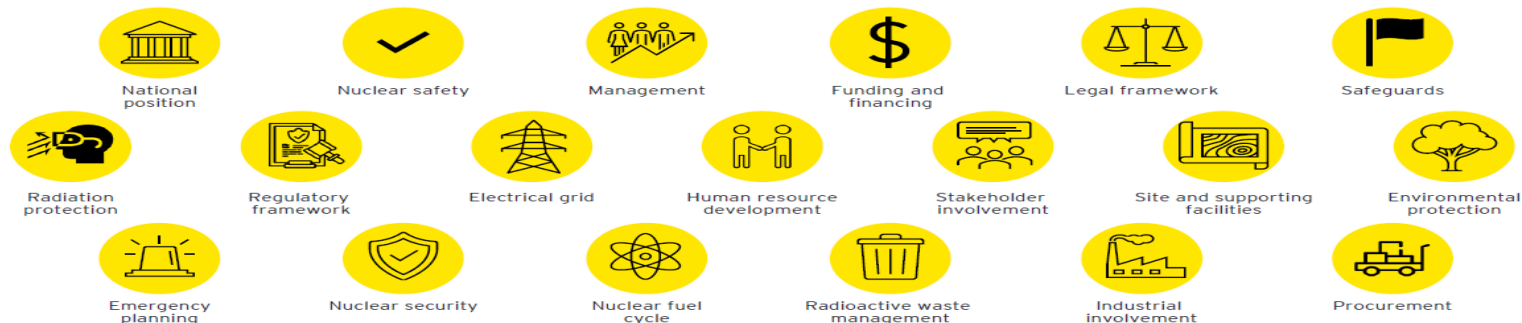 National
position
Nuclear safety
Management
Funding and
financing
Legal framework
Safeguards
Radiation
protection
Regulatory
framework
Electrical grid
Human resource
development
Stakeholder
involvement
Site and supporting
facilities
Environmental
protection
Emergency
planning
Nuclear security
Nuclear fuel
cycle
Radioactive waste
management
Industrial
involvement
Procurement